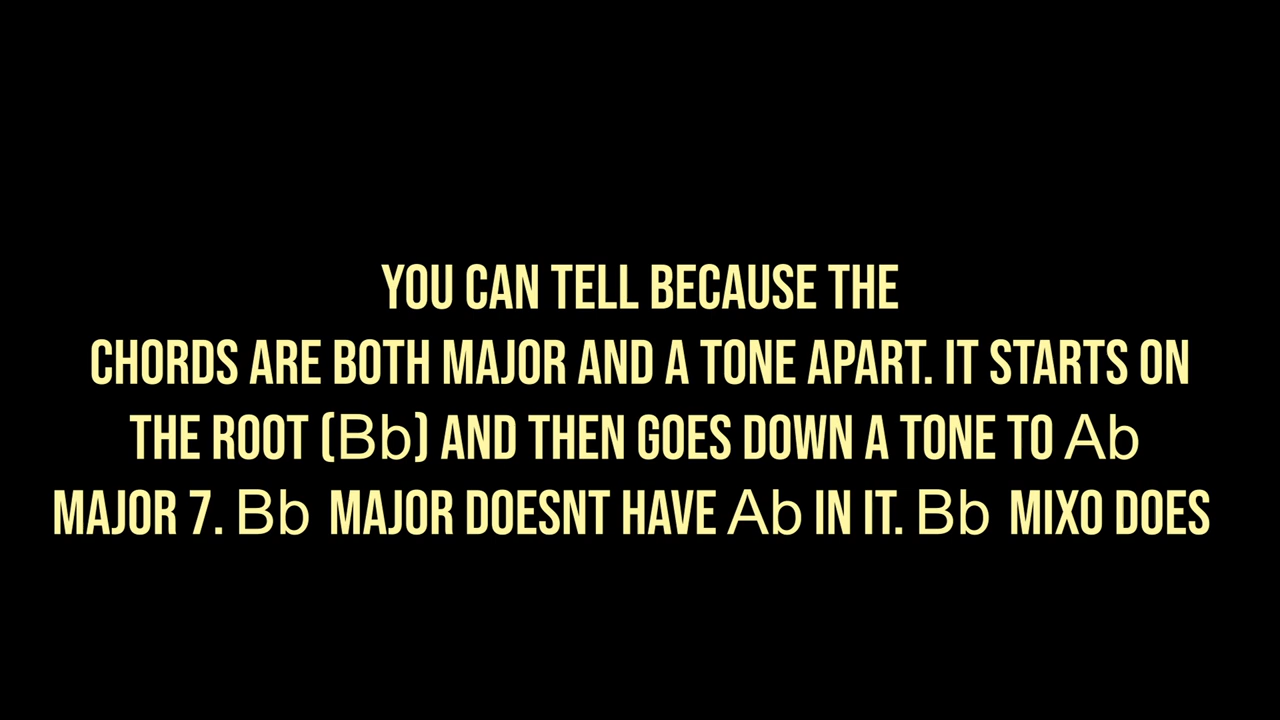 YOU CAN TELL BECAUSE THE
CHORDS ARE BOTH MAJOR AND A TONE APART. IT STARTS ON
THE ROOT (Bb) AND THEN GOES DOWN A TONE TO Ab
MAJOR 7. Bb MAJOR DOESNT HAVE Ab IN IT. Bb MIXO DOES